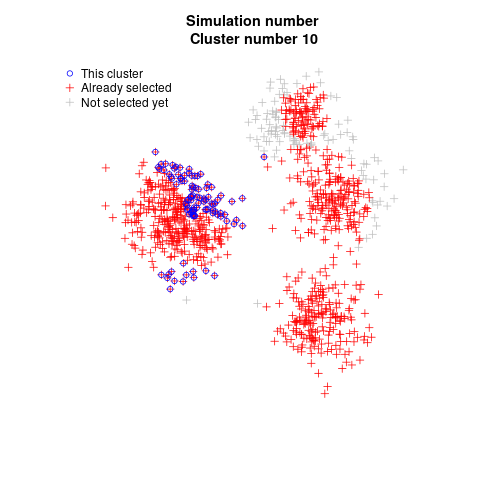 Simulation number
Cluster number 10
This cluster
Already selected
Not selected yet